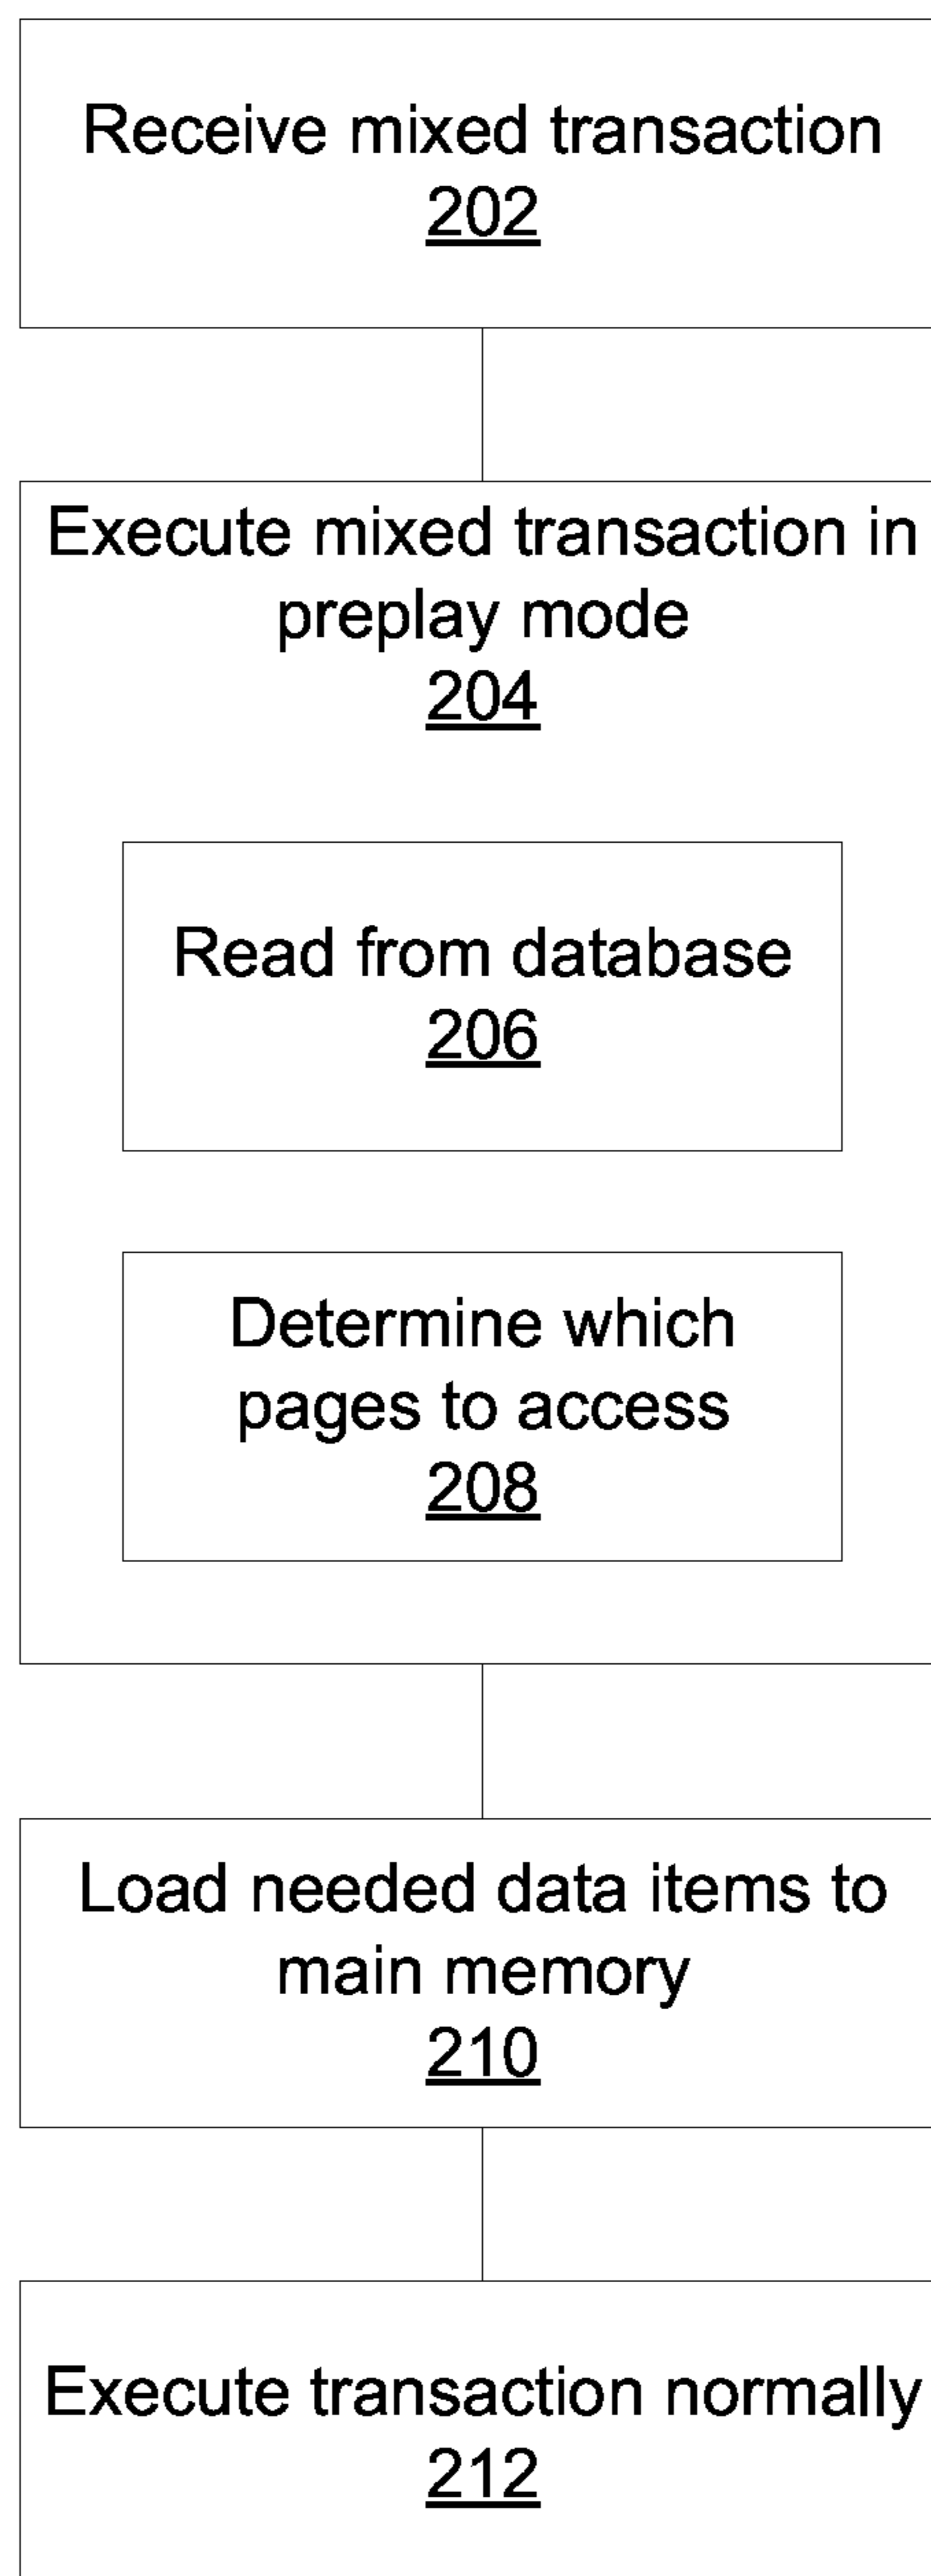 Receive mixed transaction
202
Execute mixed transaction in
preplay mode
204
Read from database
206
Determine which
pages to access
208
Load needed data items to
main memory
210
Execute transaction normally
212